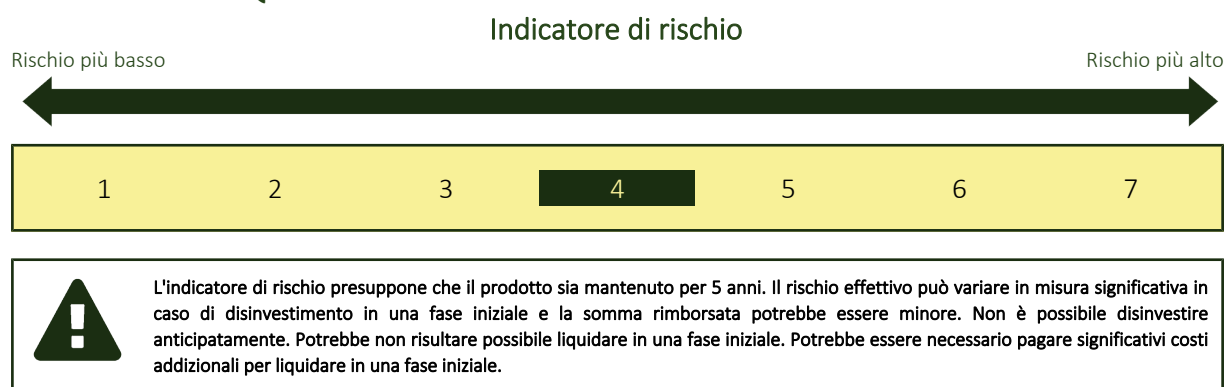 Indicatore di rischio
Rischio più basso
Rischio più alto
1 2 3 4 5 6 7
L'indicatore di rischio presuppone che il prodotto sia mantenuto per 5 anni. Il rischio effettivo può variare in misura significativa in
caso di disinvestimento in una fase iniziale e la somma rimborsata potrebbe essere minore. Non è possibile disinvestire
anticipatamente. Potrebbe non risultare possibile liquidare in una fase iniziale. Potrebbe essere necessario pagare significativi costi
addizionali per liquidare in una fase iniziale.